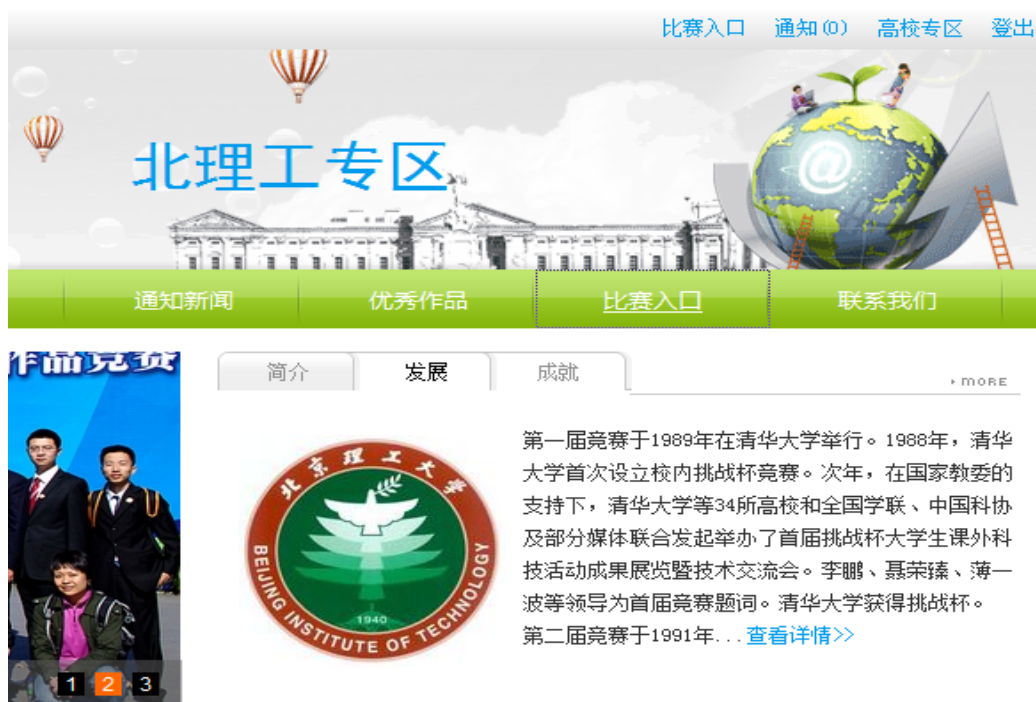 比赛入口 通知(0) 高校专区 登出
北理工专区
通知新闻 优秀作品 比赛入口 联系我们
作品竞赛
简介 发展 成就
MORE
北京理工大学
BEIJING INSTITUTE OF TECHNOLOGY
1940
@
第一届竞赛于1989年在清华大学举行。1988年，清华
大学首次设立校内挑战杯竞赛。次年，在国家教委的
支持下，清华大学等34所高校和全国学联、中国科协
及部分媒体联合发起举办了首届挑战杯大学生课外科
技活动成果展览暨技术交流会。李鹏、聂荣臻、薄一
波等领导为首届竞赛题词。清华大学获得挑战杯。
第二届竞赛于1991年...查看详情>>
1 2 3